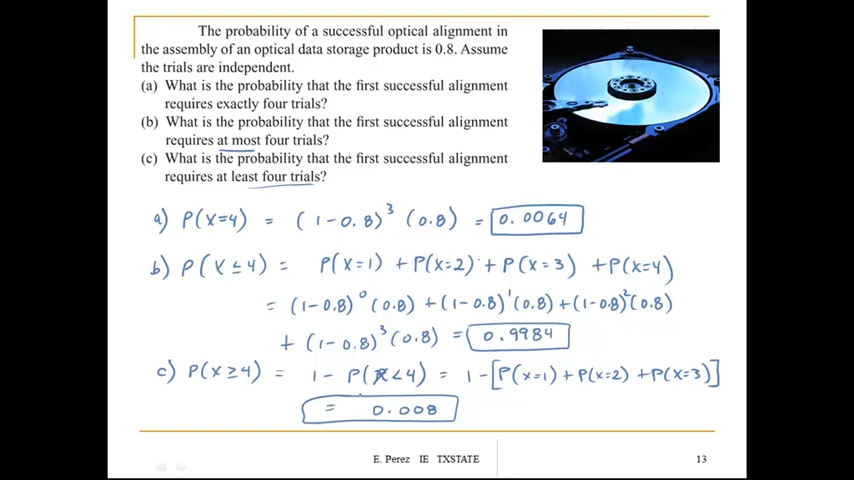 The probability of a successful optical alignment in
the assembly of an optical data storage product is 0.8. Assume
the trials are independent.
(a) What is the probability that the first successful alignment
requires exactly four trials?
(b) What is the probability that the first successful alignment
requires at most four trials?
(c) What is the probability that the first successful alignment
requires at least four trials?
a) P(X=4) = (1-0.8)³ (0.8) = 0.0064
b) P(X≤4) = P(X=1) + P(X=2) + P(X=3) + P(X=4)
= (1-0.8)⁰ (0.8) + (1-0.8)¹ (0.8) + (1-0.8)² (0.8)
+ (1-0.8)³ (0.8) = 0.9984
c) P(X≥4) = 1 - P(X<4) = 1 - [P(X=1) + P(X=2) + P(X=3)]
= 0.008
E. Perez IE TXSTATE
13